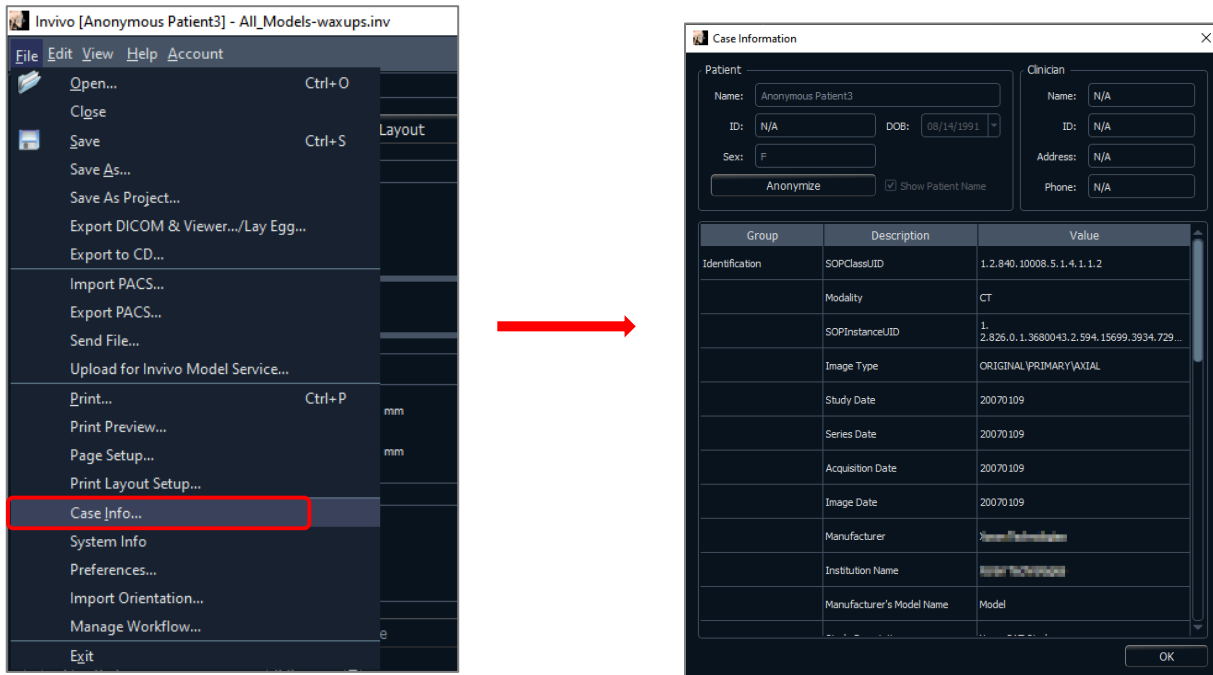 Invivo [Anonymous Patient3] - All_Models-waxups.inv
File Edit View Help Account
Open... Ctrl+O
Close
Save Ctrl+S
Save As...
Save As Project...
Export DICOM & Viewer.../Lay Egg...
Export to CD...
Import PACS...
Export PACS...
Send File...
Upload for Invivo Model Service...
Print... Ctrl+P
Print Preview...
Page Setup...
Print Layout Setup...
Case Info...
System Info
Preferences...
Import Orientation...
Manage Workflow...
Exit
Layout
mm
mm
e
Case Information
Patient
Name: Anonymous Patient3
ID: N/A DOB: 08/14/1991
Sex: F
Anonymize Show Patient Name
Clinician
Name: N/A
ID: N/A
Address: N/A
Phone: N/A
Group Description Value
Identification SOPClassUID 1.2.840.10008.5.1.4.1.1.2
Modality CT
SOPInstanceUID 1.
2.826.0.1.3680043.2.594.15699.3934.729...
Image Type ORIGINAL\PRIMARY\AXIAL
Study Date 20070109
Series Date 20070109
Acquisition Date 20070109
Image Date 20070109
Manufacturer
Institution Name
Manufacturer's Model Name Model
OK